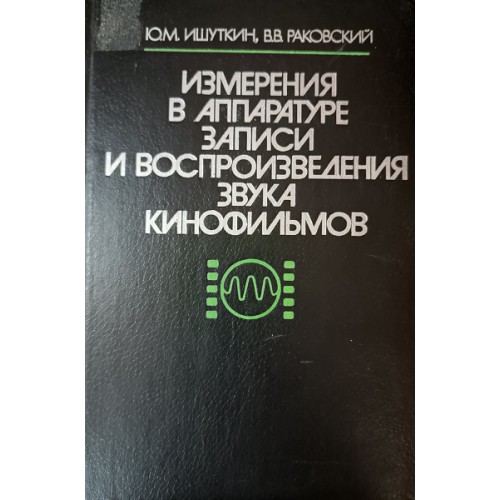 Ю.М. ИШУТКИН, В.В. РАКОВСКИЙ
ИЗМЕРЕНИЯ
В АППАРАТУРЕ
ЗАПИСИ
И ВОСПРОИЗВЕДЕНИЯ
ЗВУКА
КИНОФИЛЬМОВ